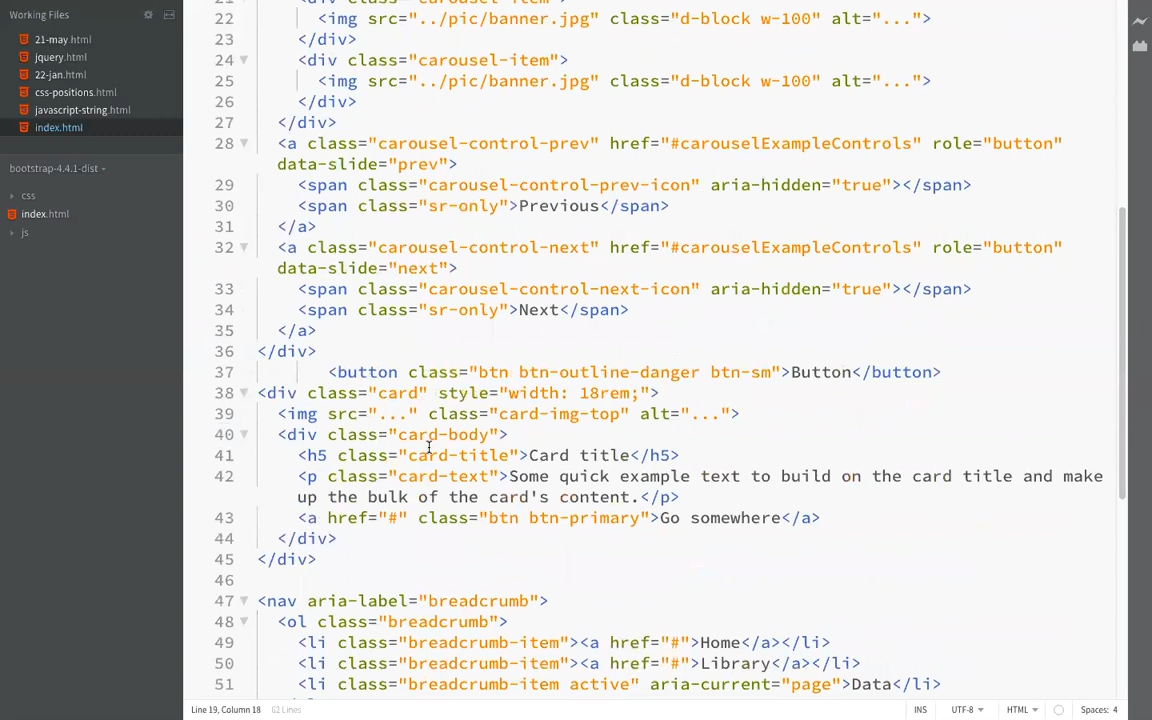 Working Files
21-may.html
jquery.html
22-jan.html
css-positions.html
javascript-string.html
index.html
bootstrap-4.4.1-dist
css
index.html
js
22 <img src="../pic/banner.jpg" class="d-block w-100" alt="...">
23 </div>
24 <div class="carousel-item">
25 <img src="../pic/banner.jpg" class="d-block w-100" alt="...">
26 </div>
27 </div>
28 <a class="carousel-control-prev" href="#carouselExampleControls" role="button"
data-slide="prev">
29 <span class="carousel-control-prev-icon" aria-hidden="true"></span>
30 <span class="sr-only">Previous</span>
31 </a>
32 <a class="carousel-control-next" href="#carouselExampleControls" role="button"
data-slide="next">
33 <span class="carousel-control-next-icon" aria-hidden="true"></span>
34 <span class="sr-only">Next</span>
35 </a>
36 </div>
37 <button class="btn btn-outline-danger btn-sm">Button</button>
38 <div class="card" style="width: 18rem;">
39 <img src="..." class="card-img-top" alt="...">
40 <div class="card-body">
41 <h5 class="card-title">Card title</h5>
42 <p class="card-text">Some quick example text to build on the card title and make
up the bulk of the card's content.</p>
43 <a href="#" class="btn btn-primary">Go somewhere</a>
44 </div>
45 </div>
46
47 <nav aria-label="breadcrumb">
48 <ol class="breadcrumb">
49 <li class="breadcrumb-item"><a href="#">Home</a></li>
50 <li class="breadcrumb-item"><a href="#">Library</a></li>
51 <li class="breadcrumb-item active" aria-current="page">Data</li>
Line 19, Column 18 62 Lines INS UTF-8 HTML Spaces: 4